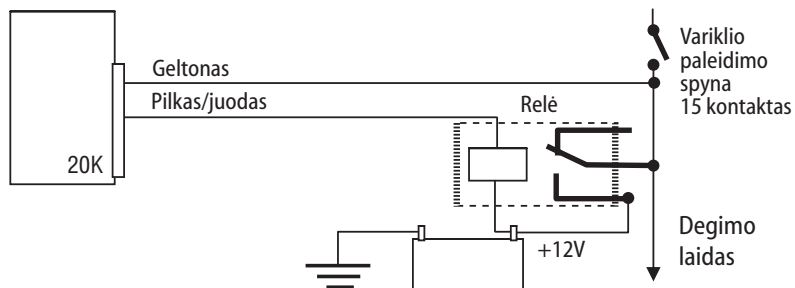 Geltonas
Pilkas/juodas
20K
Relė
Variklio
paleidimo
spyna
15 kontaktas
+12V
Degimo
laidas